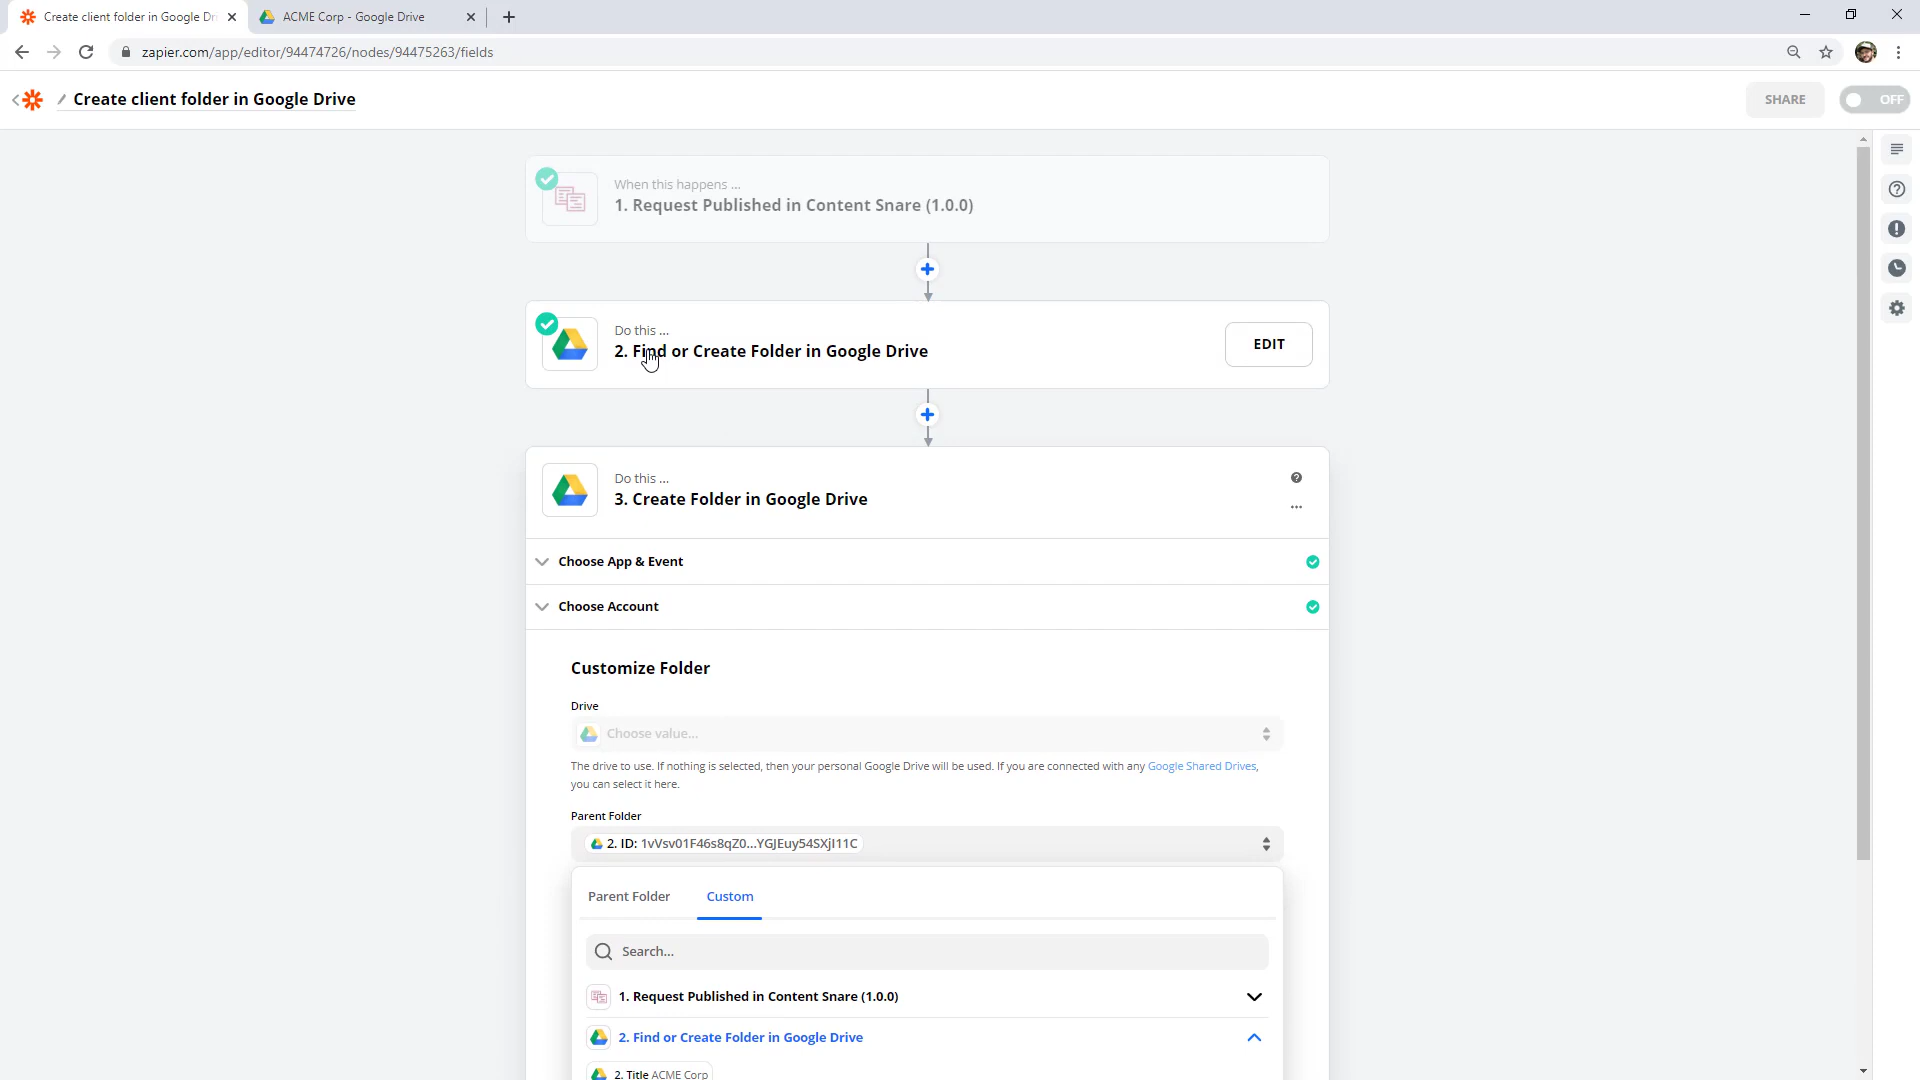 Create client folder in Google Dr
ACME Corp - Google Drive
zapier.com/app/editor/94474726/nodes/94475263/fields
Create client folder in Google Drive
SHARE
OFF
When this happens ...
1. Request Published in Content Snare (1.0.0)
Do this ...
2. Find or Create Folder in Google Drive
EDIT
Do this ...
3. Create Folder in Google Drive
Choose App & Event
Choose Account
Customize Folder
Drive
Choose value...
The drive to use. If nothing is selected, then your personal Google Drive will be used. If you are connected with any Google Shared Drives,
you can select it here.
Parent Folder
2. ID: 1vVsv01F46s8qZ0...YGJEuy54SXjI11C
Parent Folder
Custom
Search...
1. Request Published in Content Snare (1.0.0)
2. Find or Create Folder in Google Drive
2. Title ACME Corp